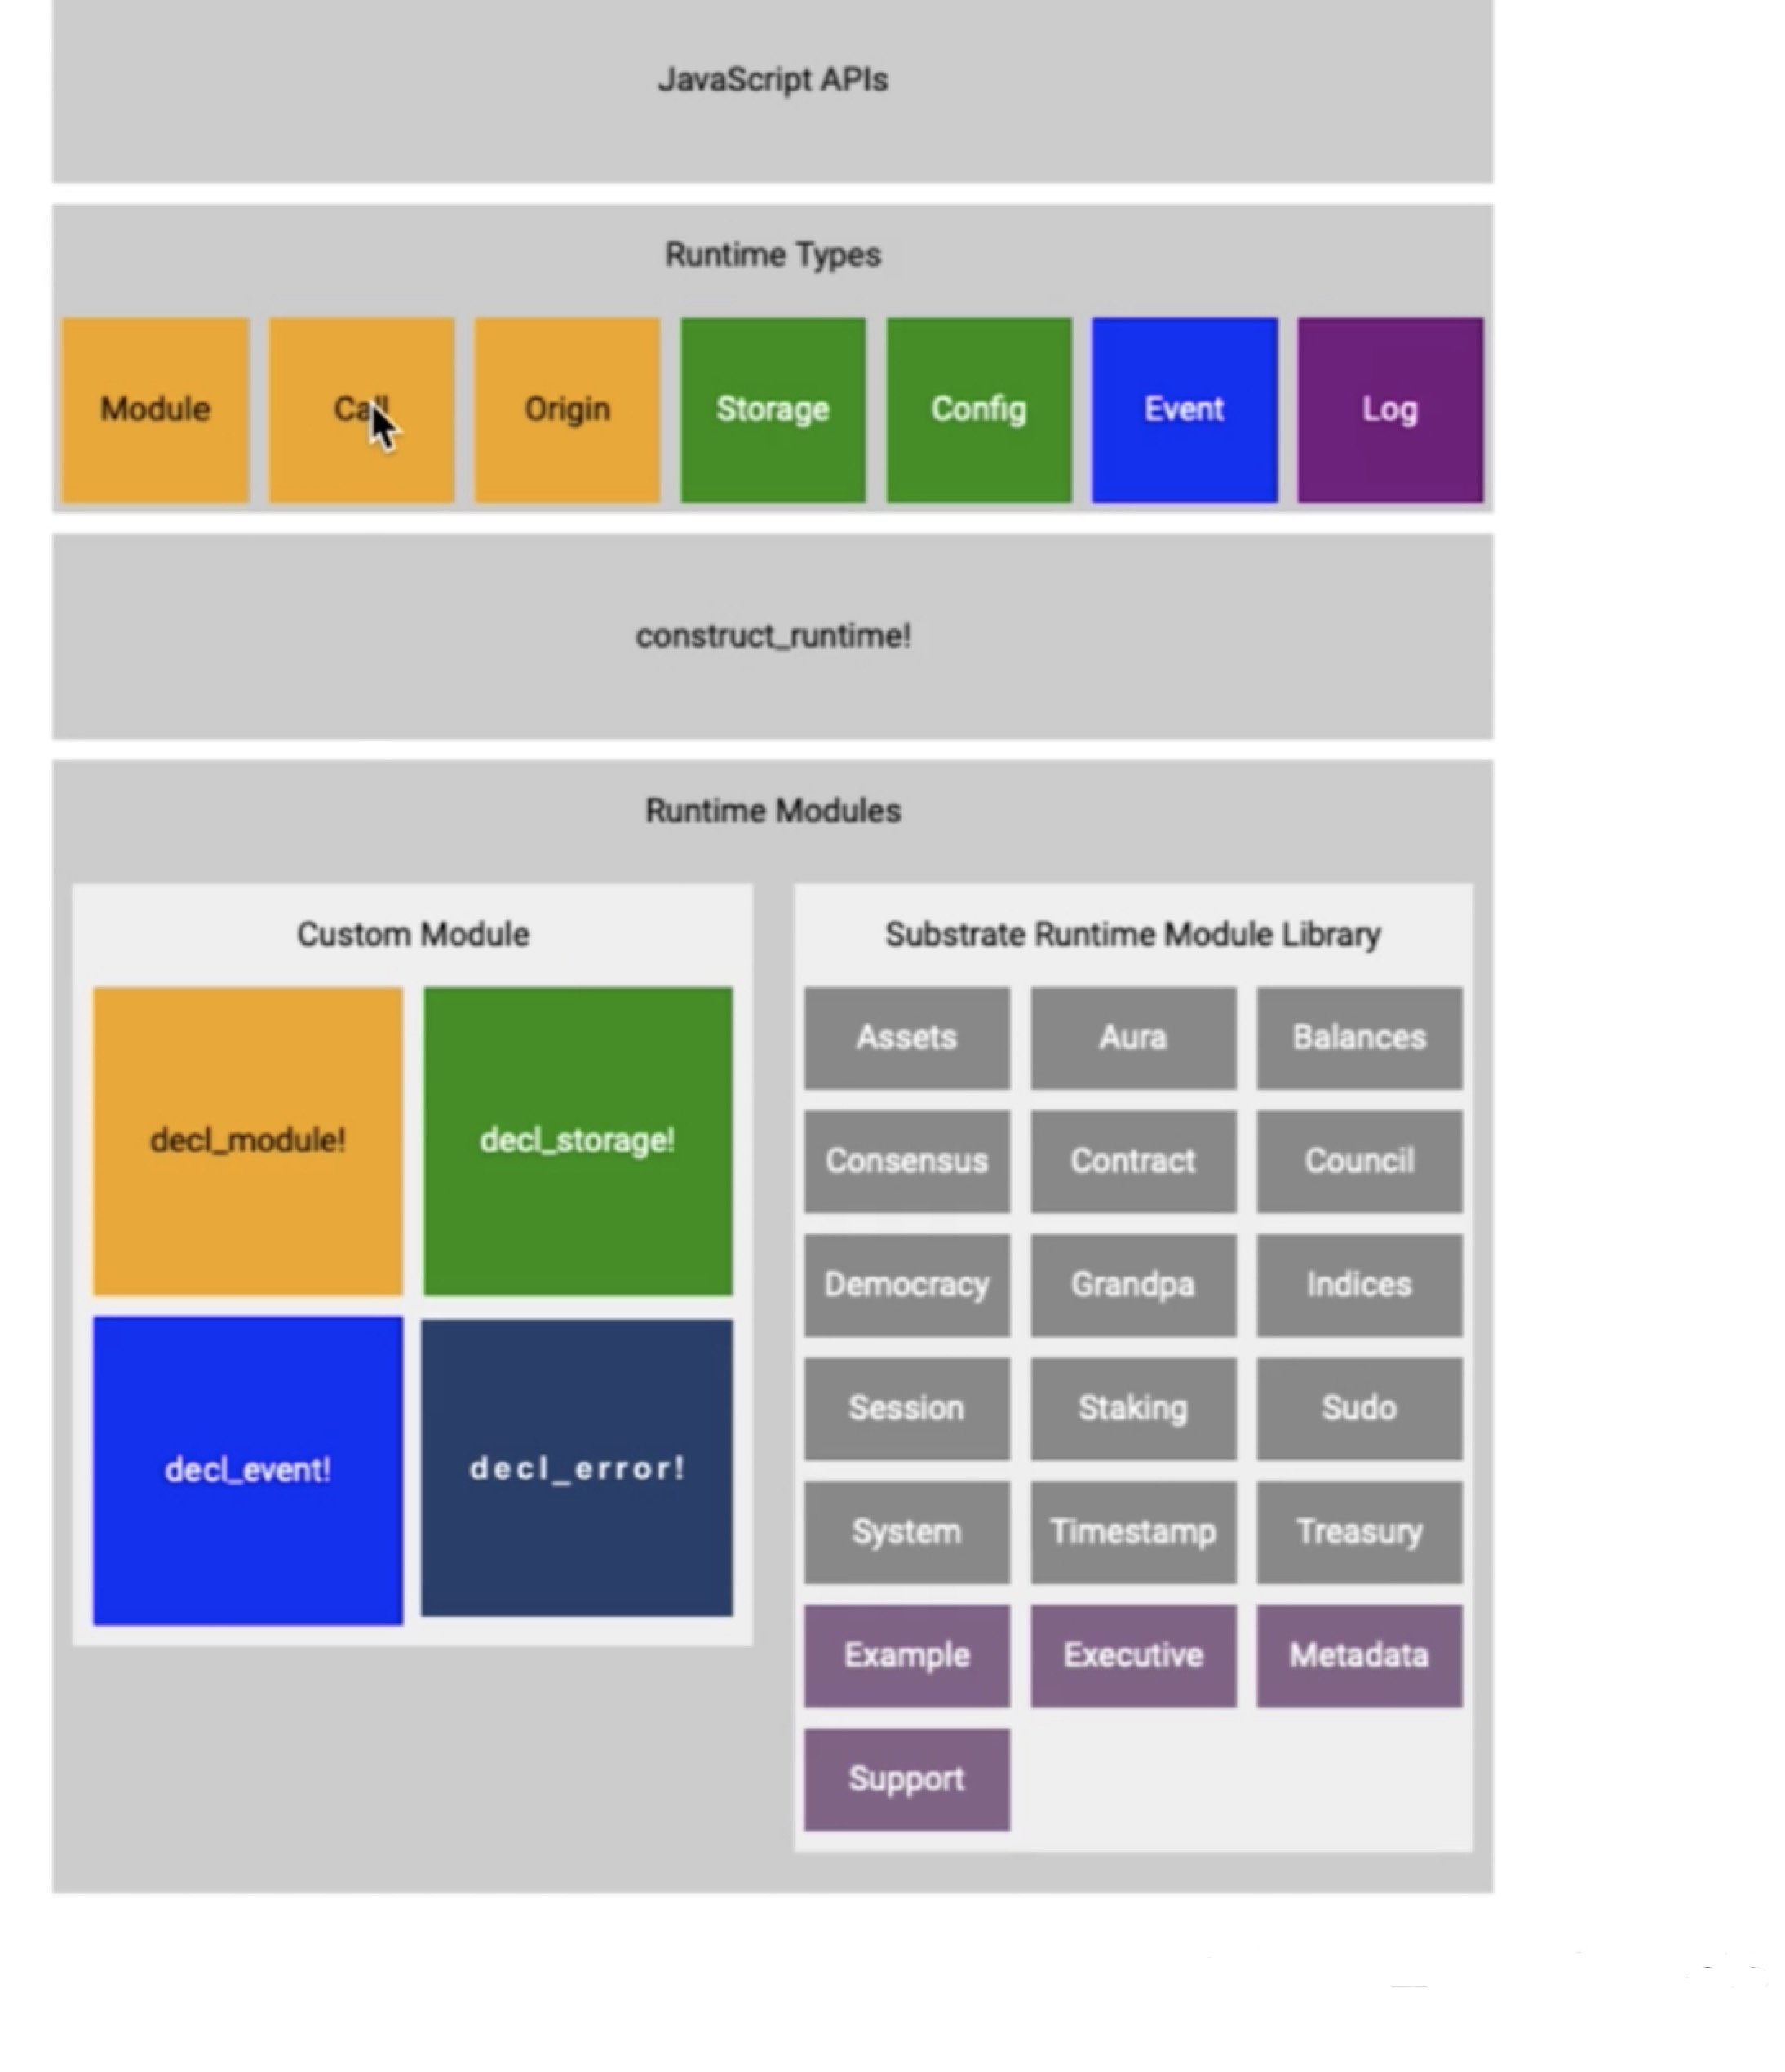 JavaScript APIs
Runtime Types
Module
Call
Origin
Storage
Config
Event
Log
construct_runtime!
Runtime Modules
Custom Module
decl_module!
decl_storage!
decl_event!
decl_error!
Substrate Runtime Module Library
Assets
Aura
Balances
Consensus
Contract
Council
Democracy
Grandpa
Indices
Session
Staking
Sudo
System
Timestamp
Treasury
Example
Executive
Metadata
Support